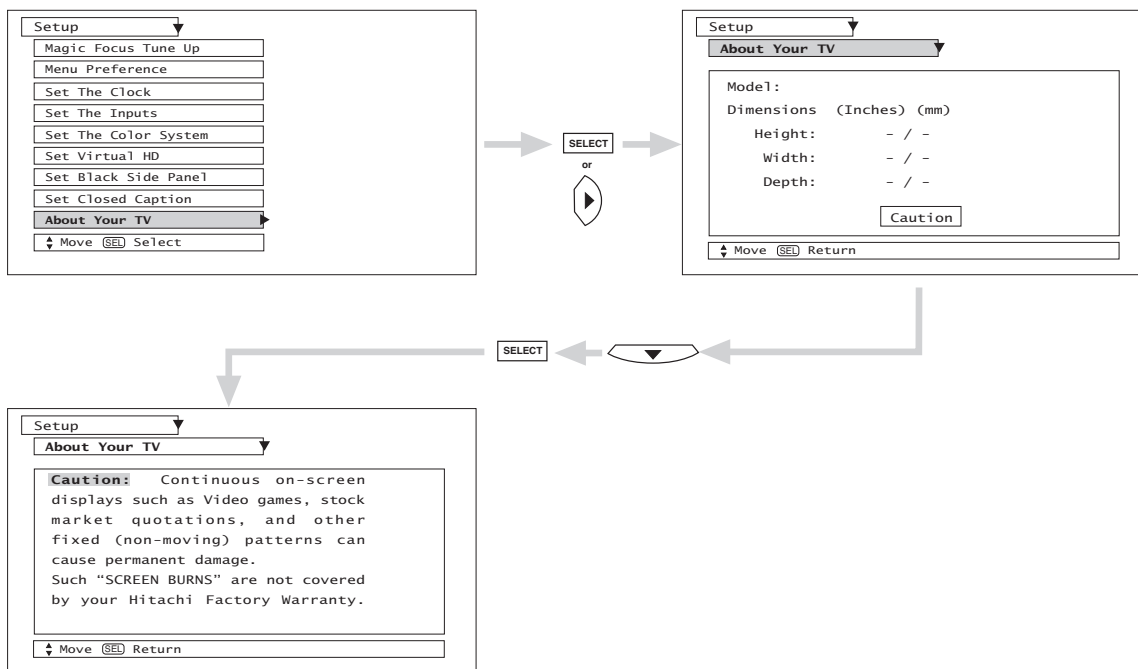 Setup
Magic Focus Tune Up
Menu Preference
Set The Clock
Set The Inputs
Set The Color System
Set Virtual HD
Set Black Side Panel
Set Closed Caption
About Your TV
Move SEL Select
SELECT
or
Setup
About Your TV
Model:
Dimensions (Inches) (mm)
Height: - / -
Width: - / -
Depth: - / -
Caution
Move SEL Return
SELECT
Setup
About Your TV
Caution: Continuous on-screen
displays such as Video games, stock
market quotations, and other
fixed (non-moving) patterns can
cause permanent damage.
Such “SCREEN BURNS” are not covered
by your Hitachi Factory Warranty.
Move SEL Return